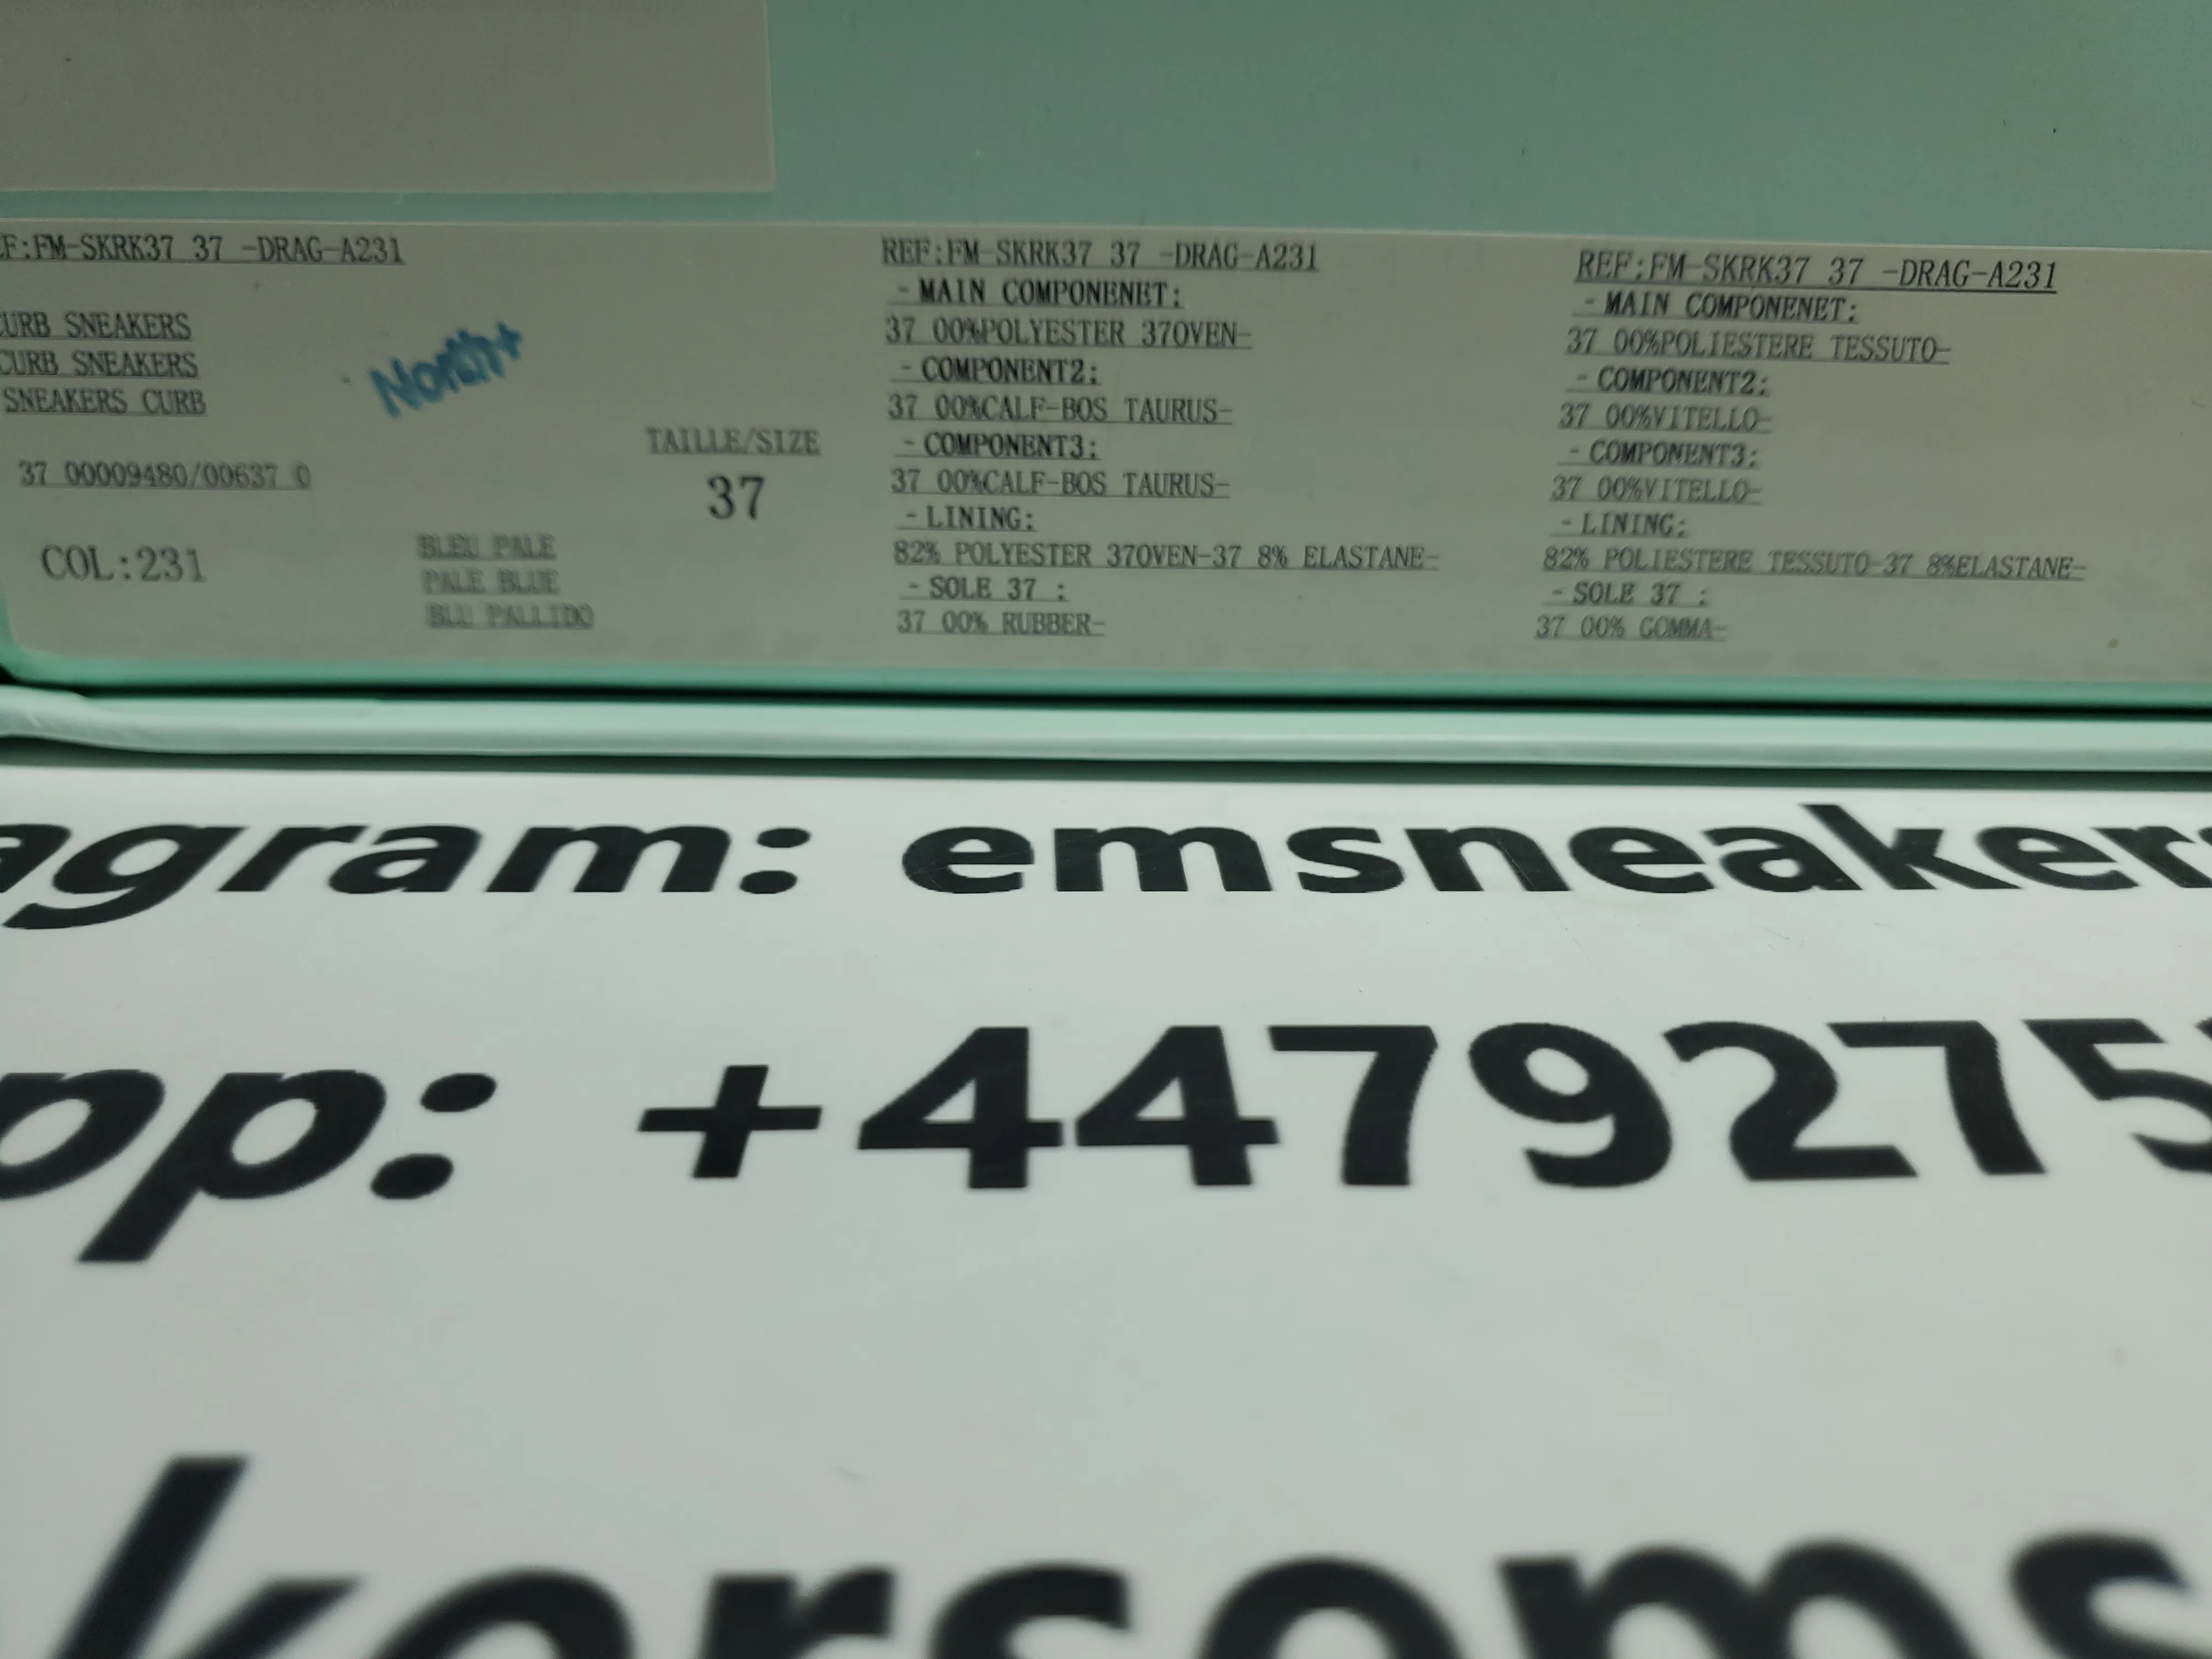 EF:FM-SKRK37 37 -DRAG-A231
CURB SNEAKERS
CURB SNEAKERS
SNEAKERS CURB
North+
37 00009480/00637 0
TAILLE/SIZE
37
COL:231
BLEU PALE
PALE BLUE
BLU PALLIDO
REF:FM-SKRK37 37 -DRAG-A231
- MAIN COMPONENET:
37 00%POLYESTER 37OVEN-
- COMPONENT2:
37 00%CALF-BOS TAURUS-
- COMPONENT3:
37 00%CALF-BOS TAURUS-
- LINING:
82% POLYESTER 37OVEN-37 8% ELASTANE-
- SOLE 37 :
37 00% RUBBER-
REF:FM-SKRK37 37 -DRAG-A231
- MAIN COMPONENET:
37 00%POLIESTERE TESSUTO-
- COMPONENT2:
37 00%VITELLO-
- COMPONENT3:
37 00%VITELLO-
- LINING:
82% POLIESTERE TESSUTO-37 8%ELASTANE-
- SOLE 37 :
37 00% GOMMA-
agram: emsneakers
pp: +4479275
kersoms